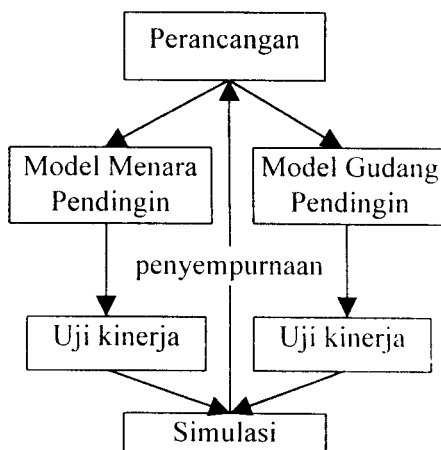 Perancangan
Model Menara
Pendingin
Model Gudang
Pendingin
penyempurnaan
Uji kinerja
Uji kinerja
Simulasi